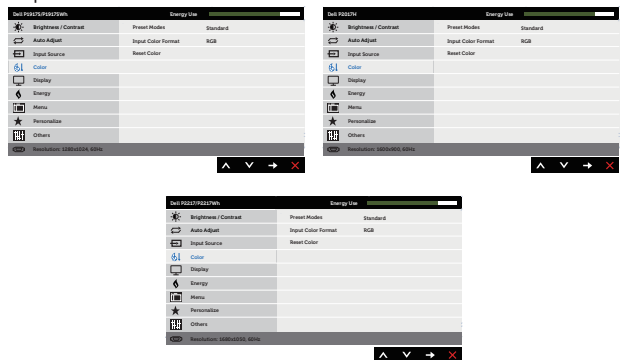 Dell P1917S/P1917SWh Energy Use
Brightness / Contrast Preset Modes Standard
Auto Adjust Input Color Format RGB
Input Source Reset Color
Color
Display
Energy
Menu
Personalize
Others
Resolution: 1280x1024, 60Hz
Dell P2017H Energy Use
Brightness / Contrast Preset Modes Standard
Auto Adjust Input Color Format RGB
Input Source Reset Color
Color
Display
Energy
Menu
Personalize
Others
Resolution: 1600x900, 60Hz
Dell P2217/P2217Wh Energy Use
Brightness / Contrast Preset Modes Standard
Auto Adjust Input Color Format RGB
Input Source Reset Color
Color
Display
Energy
Menu
Personalize
Others
Resolution: 1680x1050, 60Hz